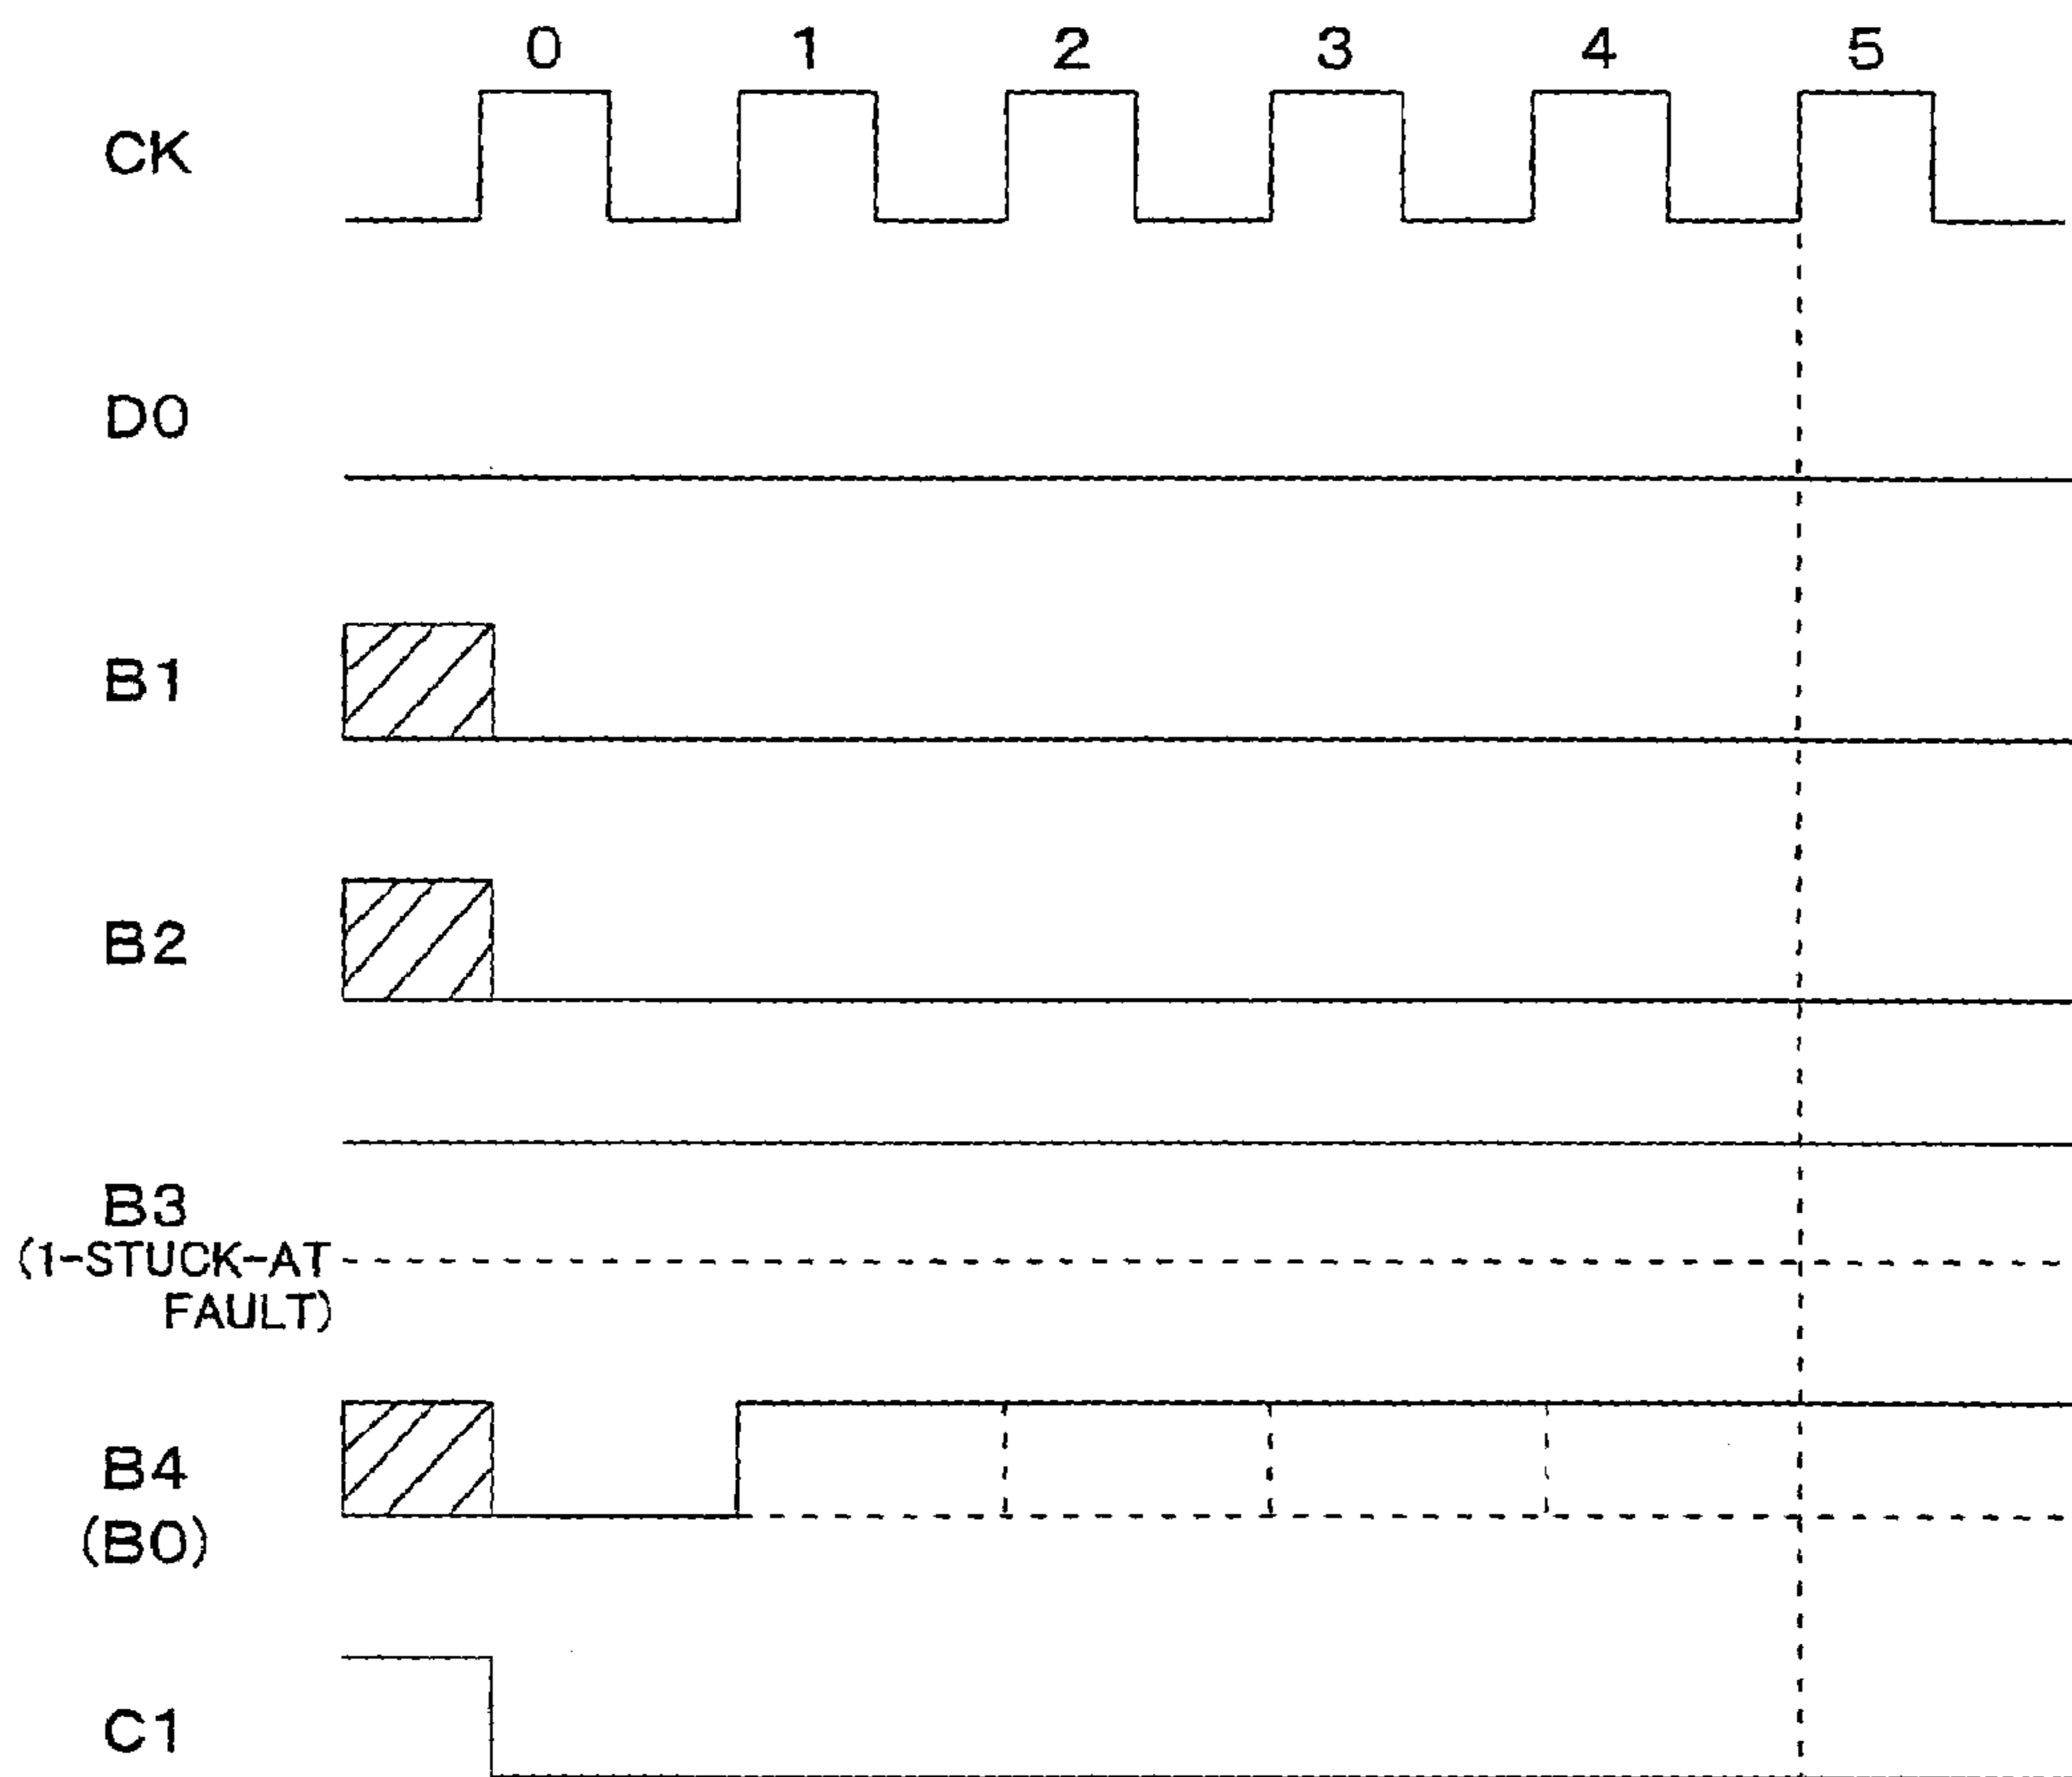 0 1 2 3 4 5
CK
D0
B1
B2
B3
(1-STUCK-AT
FAULT)
B4
(B0)
C1